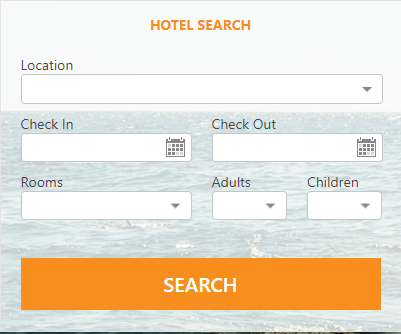 HOTEL SEARCH
Location
Check In Check Out
Rooms Adults Children
SEARCH